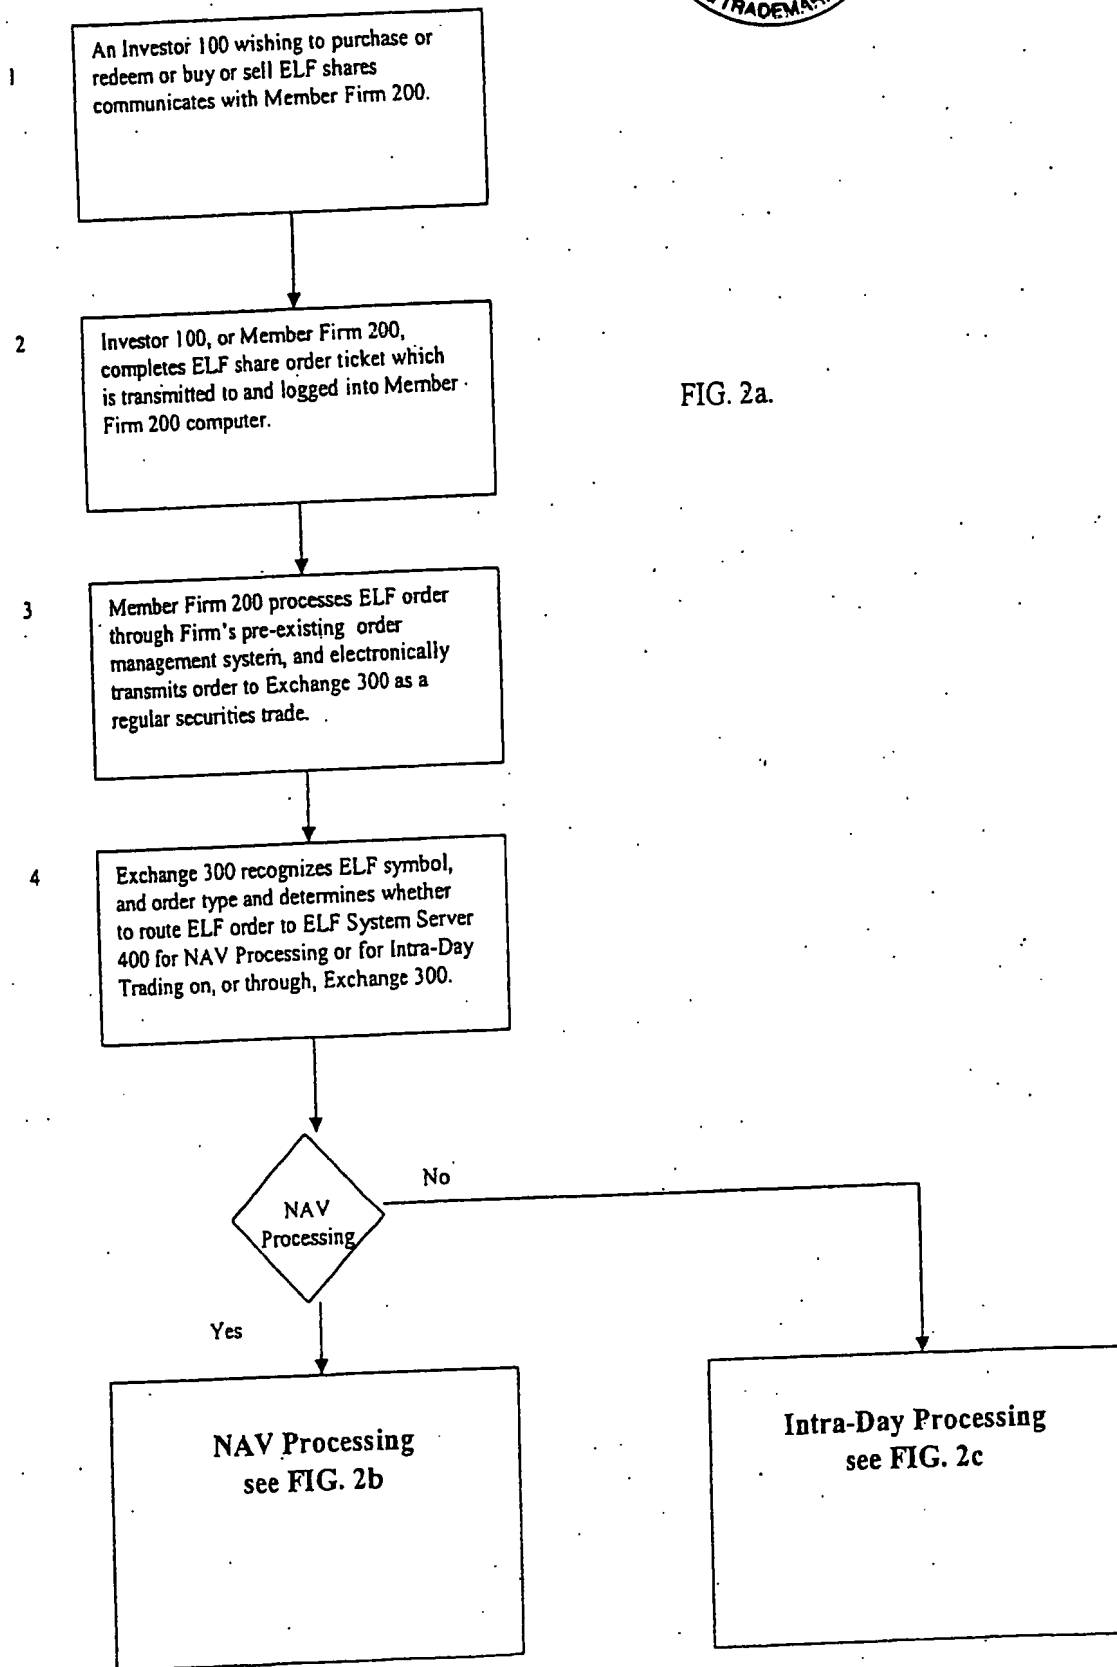 TRADEMAR
1
An Investor 100 wishing to purchase or
redeem or buy or sell ELF shares
communicates with Member Firm 200.
2
Investor 100, or Member Firm 200,
completes ELF share order ticket which
is transmitted to and logged into Member
Firm 200 computer.
FIG. 2a.
3
Member Firm 200 processes ELF order
through Firm's pre-existing order
management system, and electronically
transmits order to Exchange 300 as a
regular securities trade.
4
Exchange 300 recognizes ELF symbol,
and order type and determines whether
to route ELF order to ELF System Server
400 for NAV Processing or for Intra-Day
Trading on, or through, Exchange 300.
No
NAV
Processing
Yes
NAV Processing
see FIG. 2b
Intra-Day Processing
see FIG. 2c